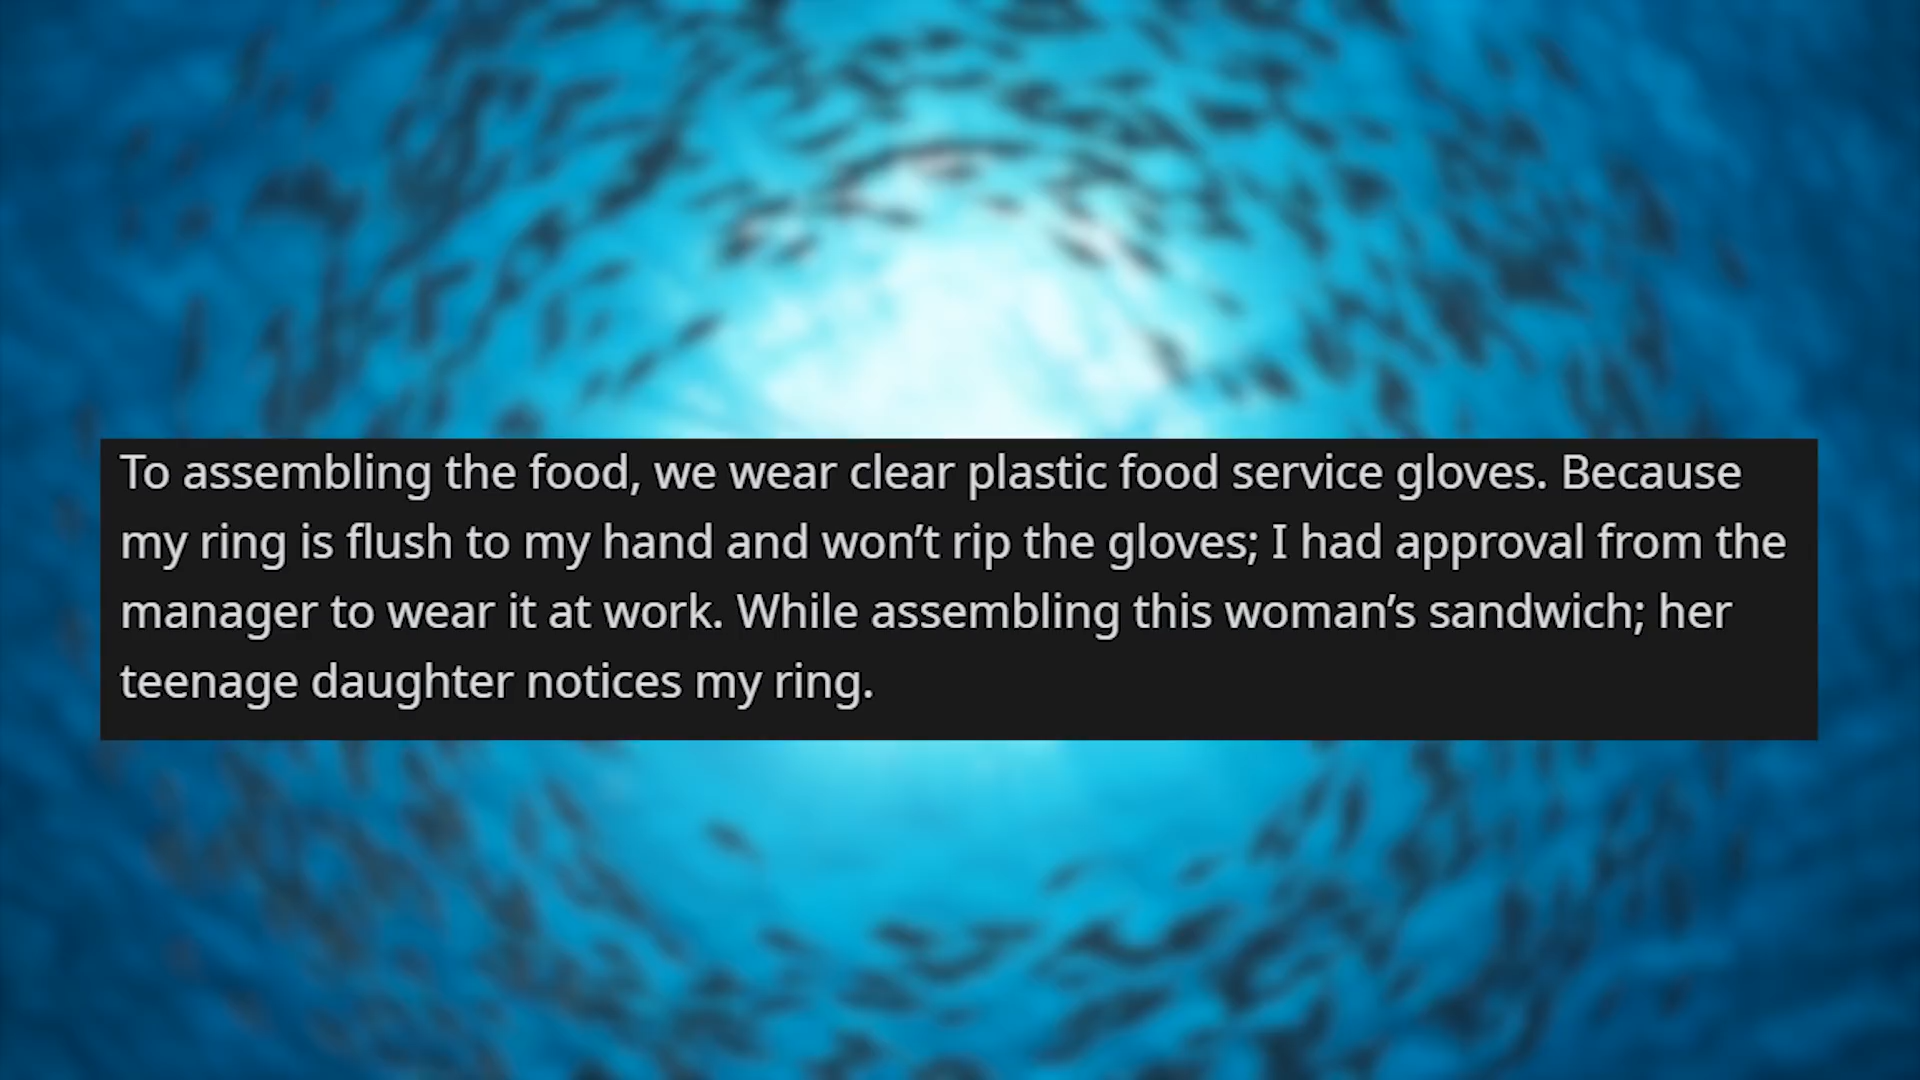 To assembling the food, we wear clear plastic food service gloves. Because
my ring is flush to my hand and won’t rip the gloves; I had approval from the
manager to wear it at work. While assembling this woman’s sandwich; her
teenage daughter notices my ring.